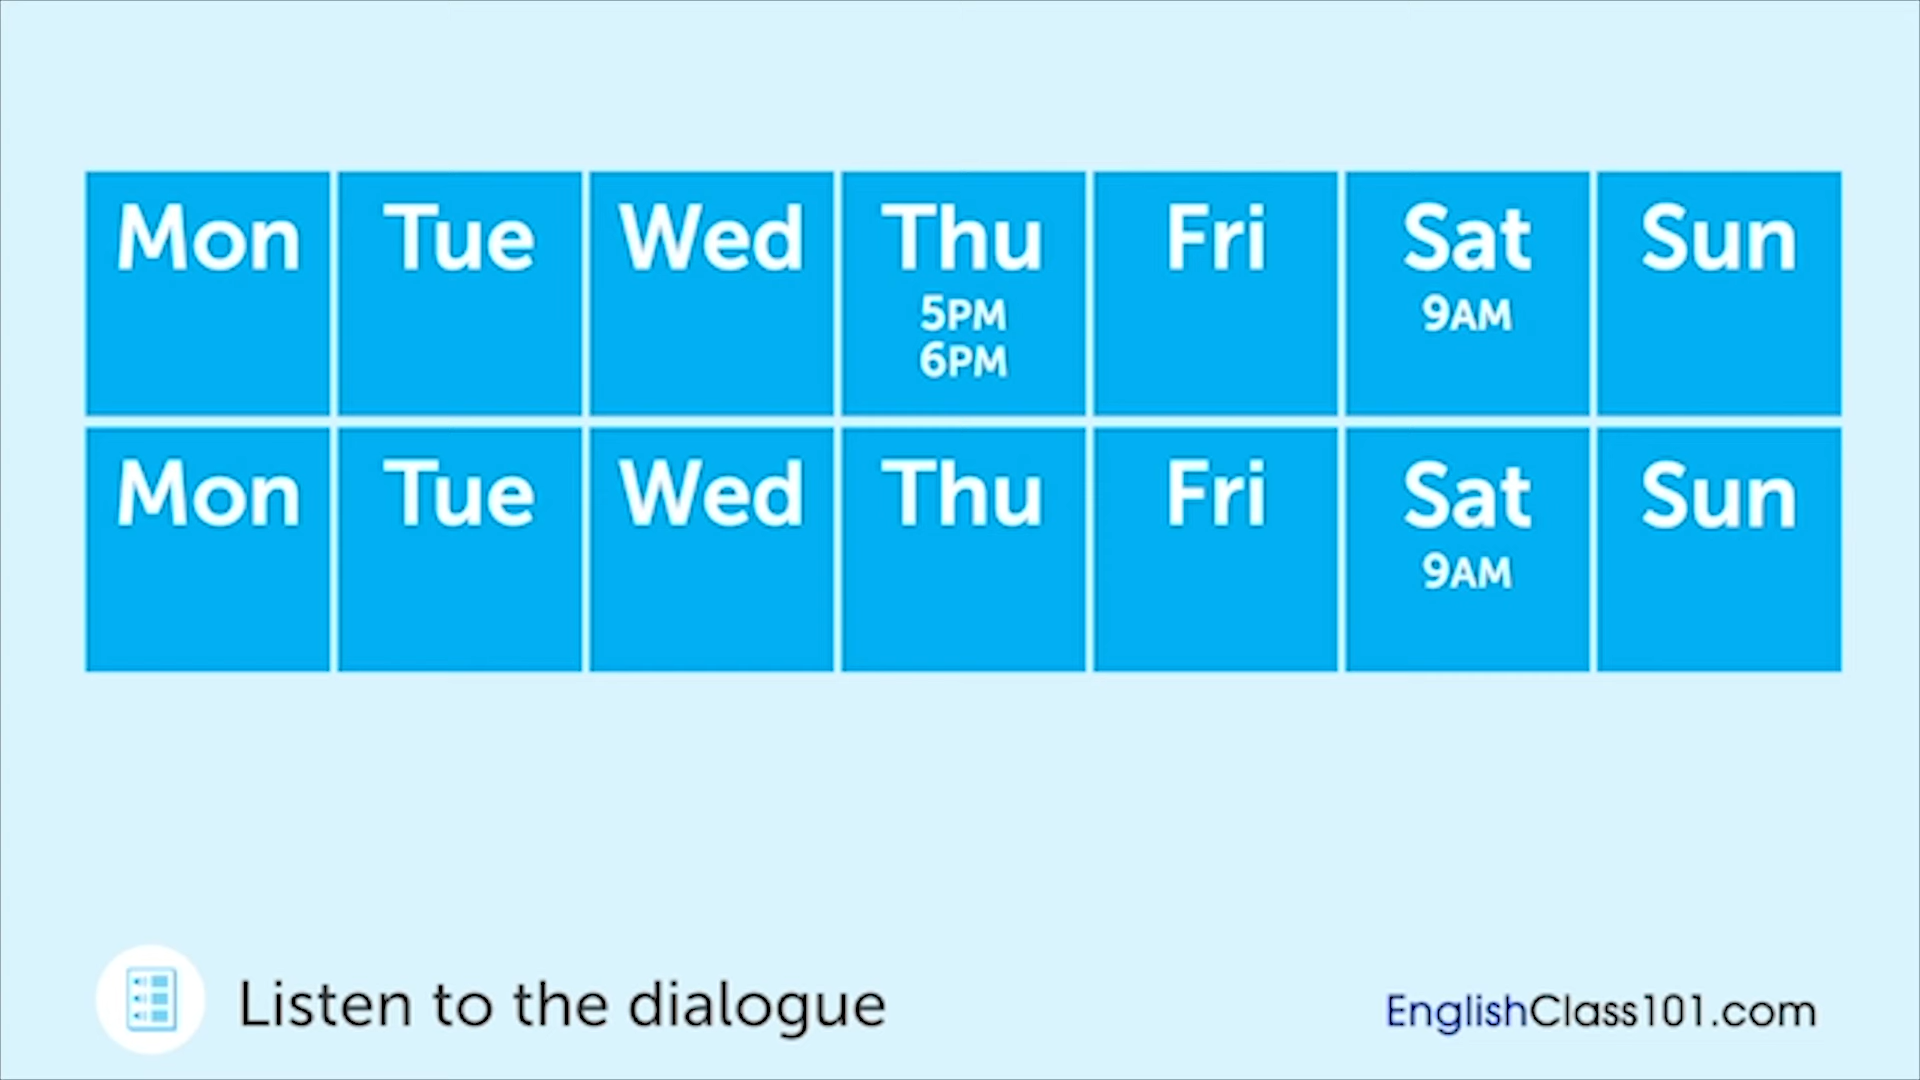 Mon Tue Wed Thu Fri Sat Sun
5PM 9AM
6PM
Mon Tue Wed Thu Fri Sat Sun
9AM
Listen to the dialogue
EnglishClass101.com